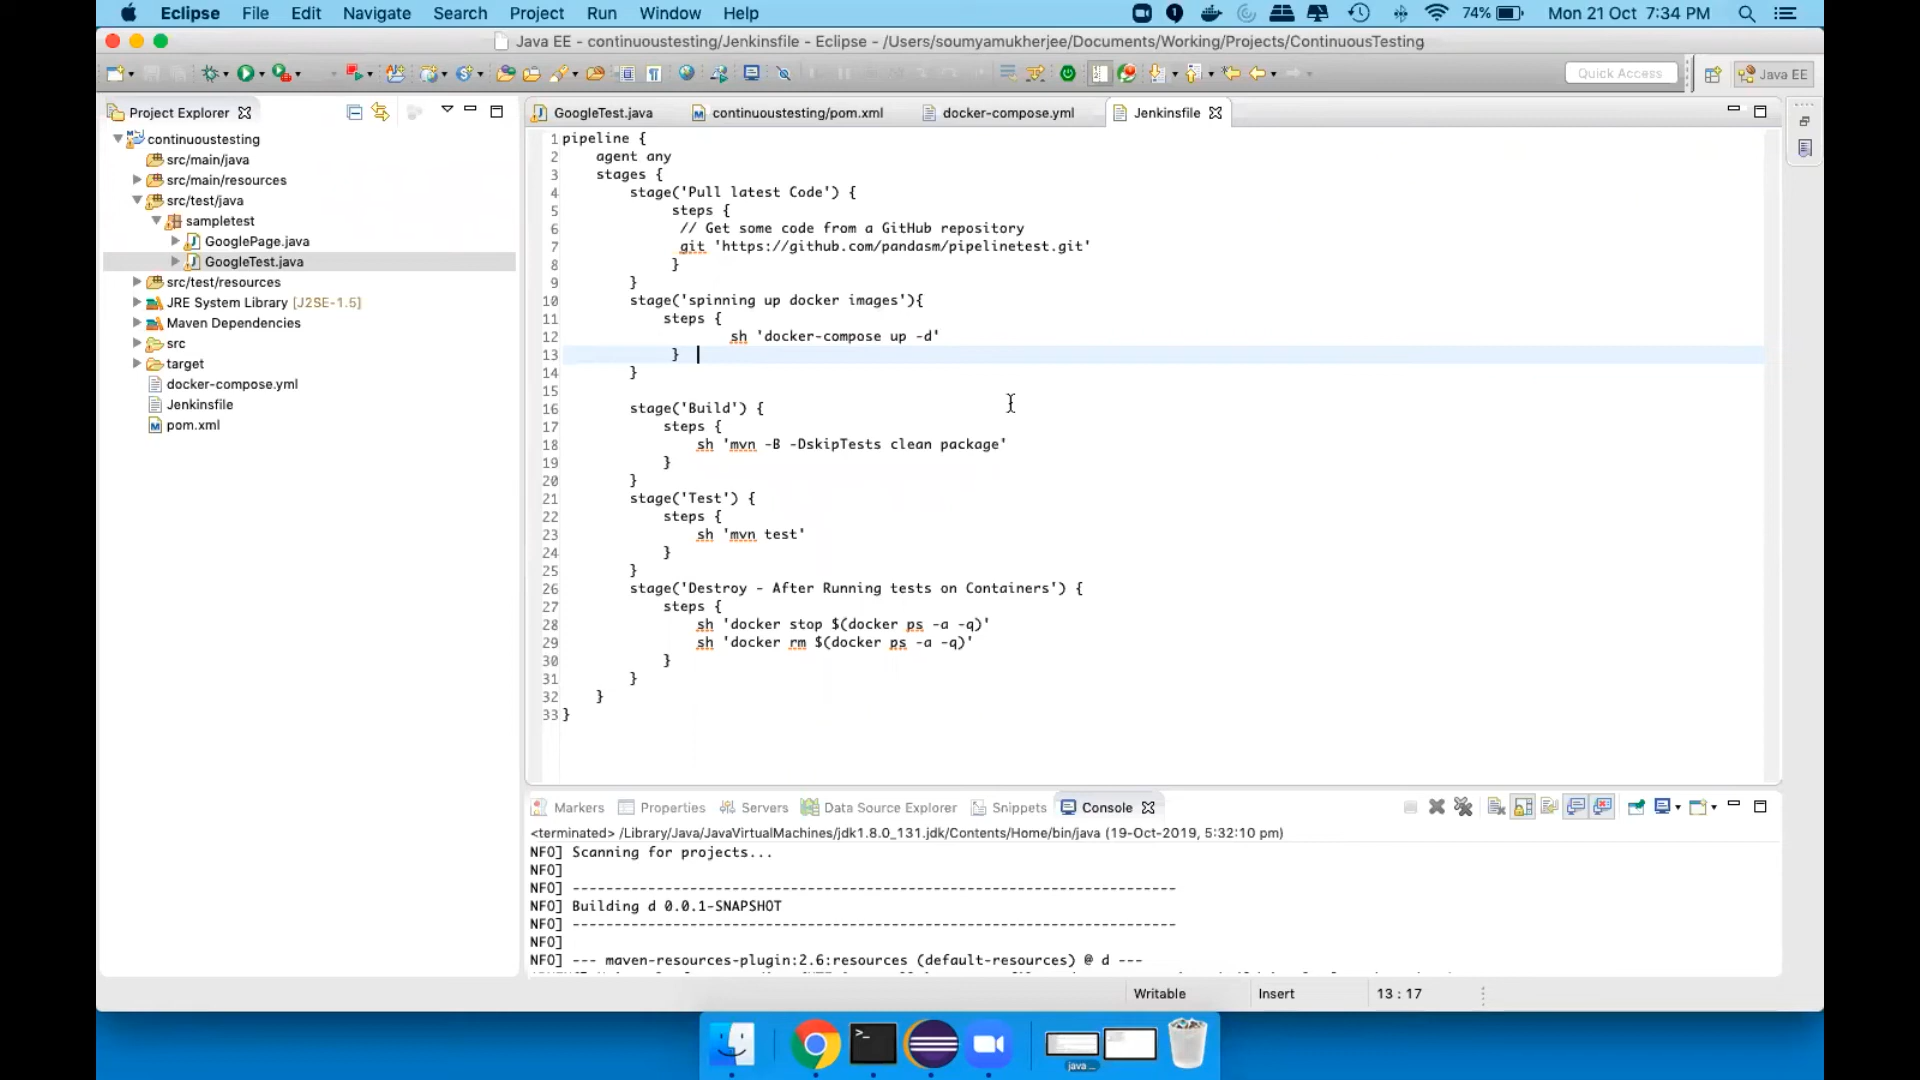 Eclipse File Edit Navigate Search Project Run Window Help 74% Mon 21 Oct 7:34 PM
Java EE - continuoustesting/Jenkinsfile - Eclipse - /Users/soumyamukherjee/Documents/Working/Projects/ContinuousTesting
Quick Access Java EE
Project Explorer
continuoustesting
src/main/java
src/main/resources
src/test/java
sampletest
GooglePage.java
GoogleTest.java
src/test/resources
JRE System Library [J2SE-1.5]
Maven Dependencies
src
target
docker-compose.yml
Jenkinsfile
pom.xml
GoogleTest.java continuoustesting/pom.xml docker-compose.yml Jenkinsfile
1 pipeline {
2 agent any
3 stages {
4 stage('Pull latest Code') {
5 steps {
6 // Get some code from a GitHub repository
7 git 'https://github.com/pandasm/pipelinetest.git'
8 }
9 }
10 stage('spinning up docker images'){
11 steps {
12 sh 'docker-compose up -d'
13 }
14 }
15
16 stage('Build') {
17 steps {
18 sh 'mvn -B -DskipTests clean package'
19 }
20 }
21 stage('Test') {
22 steps {
23 sh 'mvn test'
24 }
25 }
26 stage('Destroy - After Running tests on Containers') {
27 steps {
28 sh 'docker stop $(docker ps -a -q)'
29 sh 'docker rm $(docker ps -a -q)'
30 }
31 }
32 }
33 }
Markers Properties Servers Data Source Explorer Snippets Console
<terminated> /Library/Java/JavaVirtualMachines/jdk1.8.0_131.jdk/Contents/Home/bin/java (19-Oct-2019, 5:32:10 pm)
NFO] Scanning for projects...
NFO]
NFO] ------------------------------------------------------------------------
NFO] Building d 0.0.1-SNAPSHOT
NFO] ------------------------------------------------------------------------
NFO]
NFO] --- maven-resources-plugin:2.6:resources (default-resources) @ d ---
Writable Insert 13 : 17
java ...